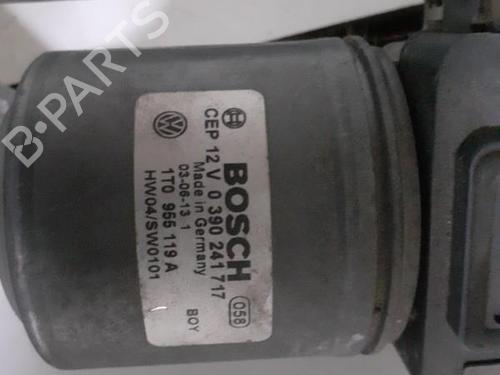 BOSCH
CEP 12 V 0 390 241 717
Made in Germany
03-06-13 1
1T0 955 119 A
HW04/SW0101
058
BOY
B-PARTS